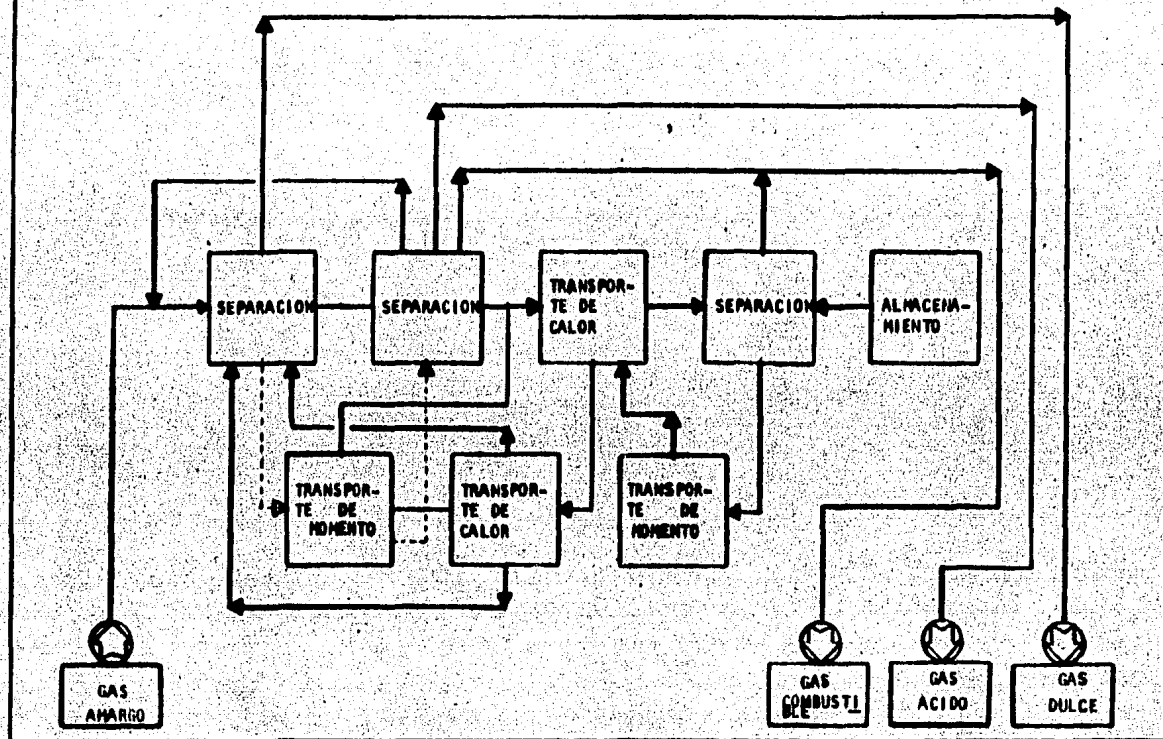 SEPARACION
SEPARACION
TRANSPOR-
TE DE
CALOR
SEPARACION
ALMACENA-
MIENTO
TRANSPOR-
TE DE
MOMENTO
TRANSPOR-
TE DE
CALOR
TRANSPOR-
TE DE
MOMENTO
GAS
AMARGO
GAS
COMBUSTI
BLE
GAS
ACIDO
GAS
DULCE